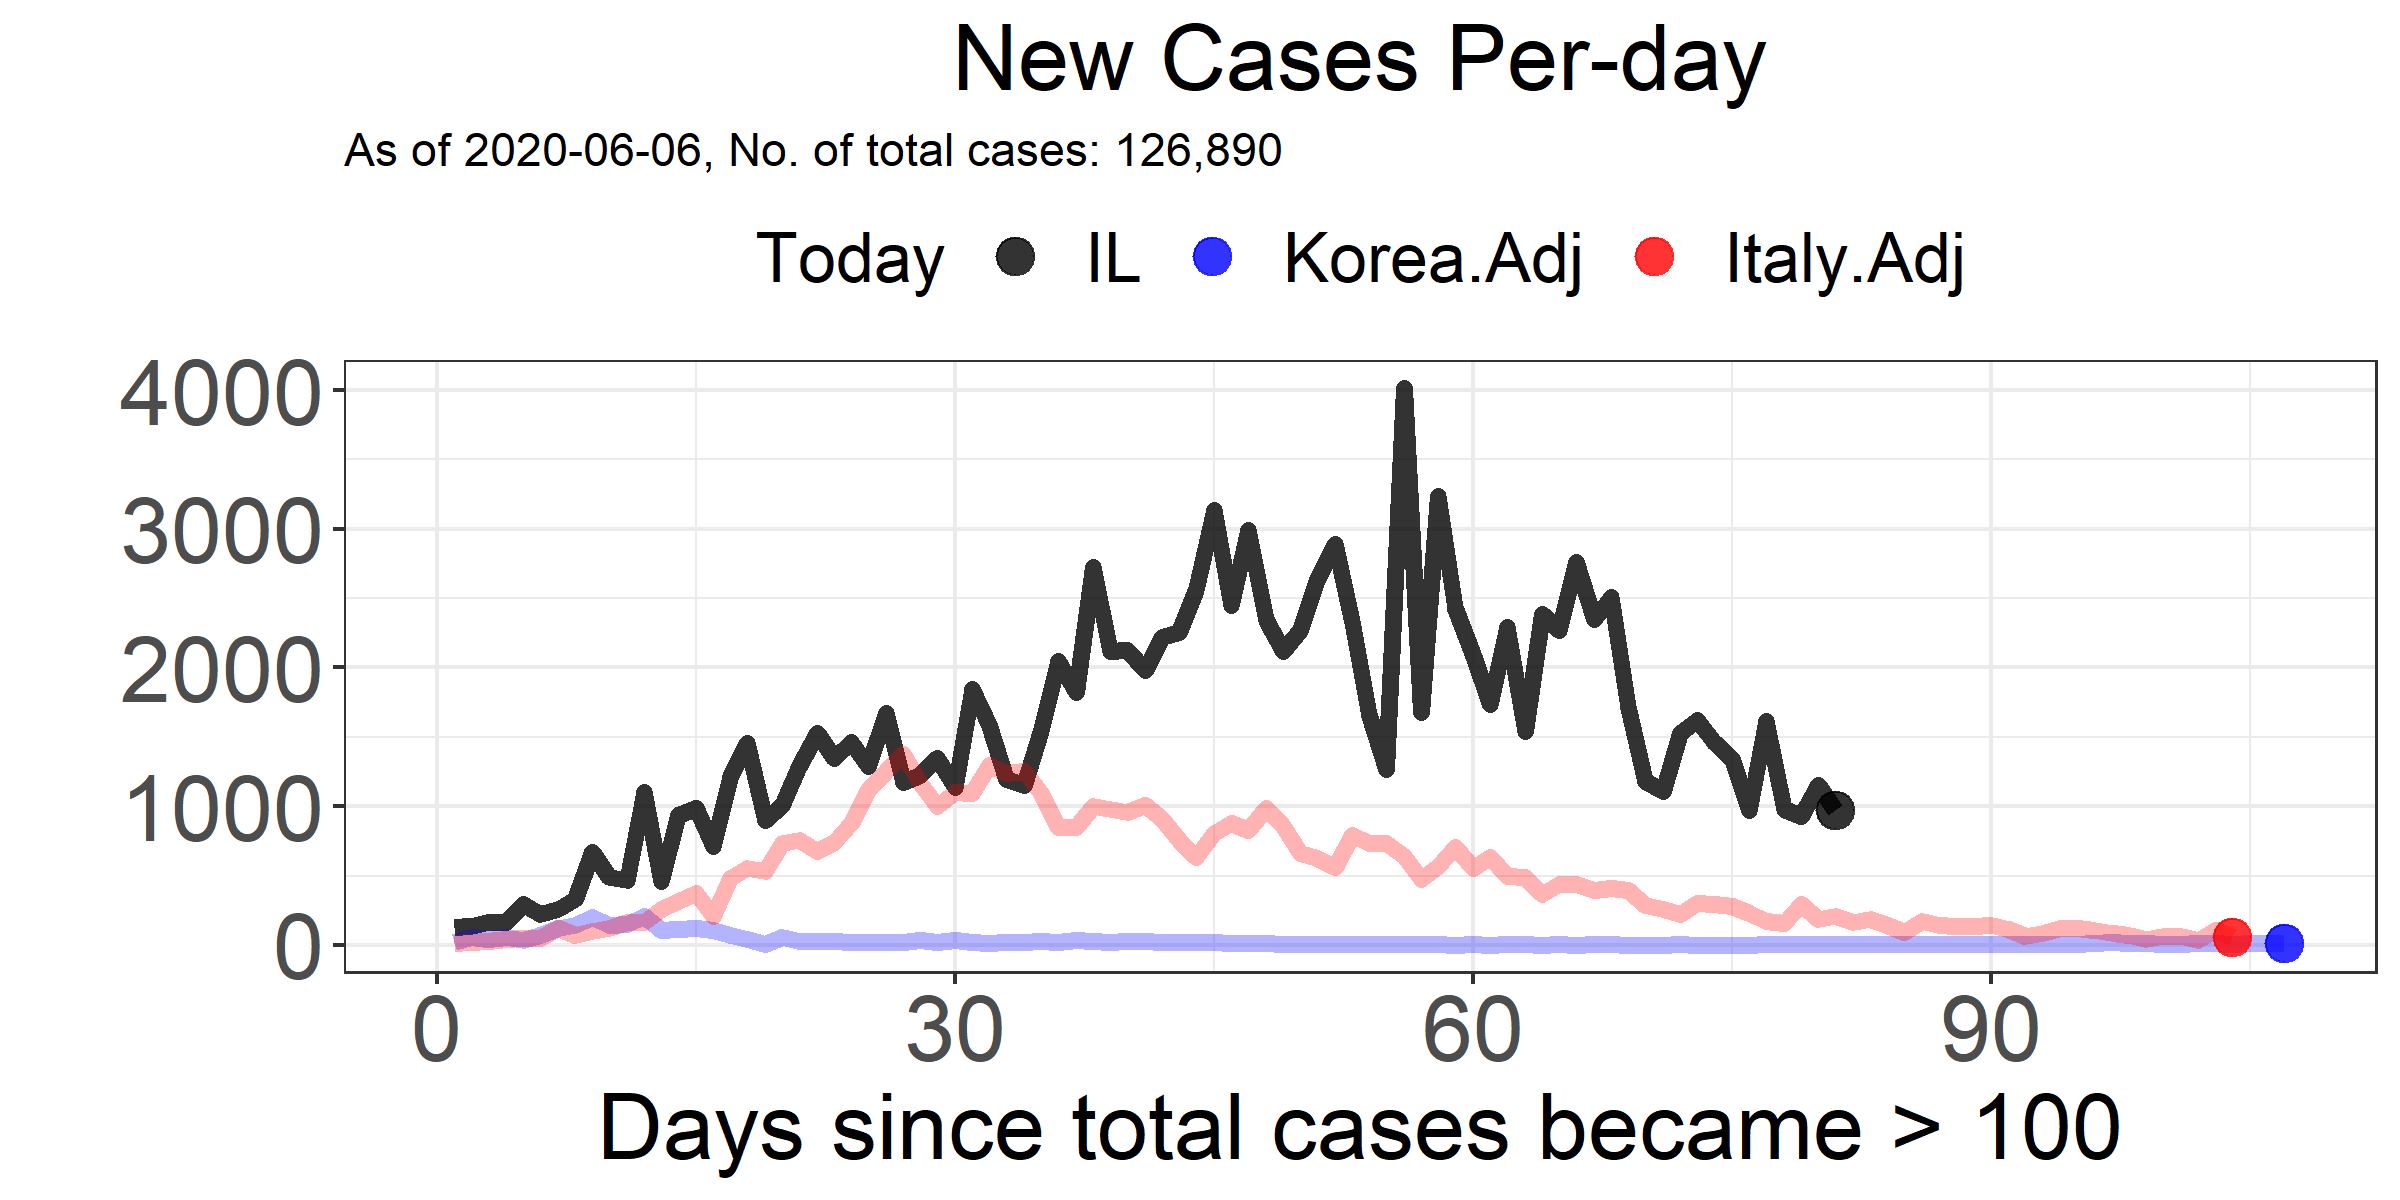 New Cases Per-day
As of 2020-06-06, No. of total cases: 126,890
Today IL Korea.Adj Italy.Adj
4000
3000
2000
1000
0
0 30 60 90
Days since total cases became > 100